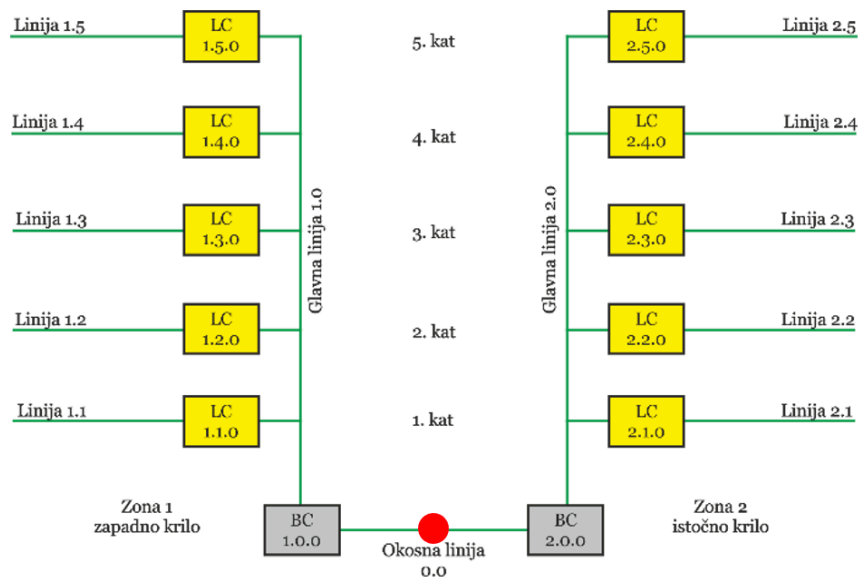 Linija 1.5
LC
1.5.0
5. kat
LC
2.5.0
Linija 2.5
Linija 1.4
LC
1.4.0
4. kat
LC
2.4.0
Linija 2.4
Linija 1.3
LC
1.3.0
Glavna linija 1.0
3. kat
Glavna linija 2.0
LC
2.3.0
Linija 2.3
Linija 1.2
LC
1.2.0
2. kat
LC
2.2.0
Linija 2.2
Linija 1.1
LC
1.1.0
1. kat
LC
2.1.0
Linija 2.1
Zona 1
zapadno krilo
BC
1.0.0
Okosna linija
0.0
BC
2.0.0
Zona 2
istočno krilo